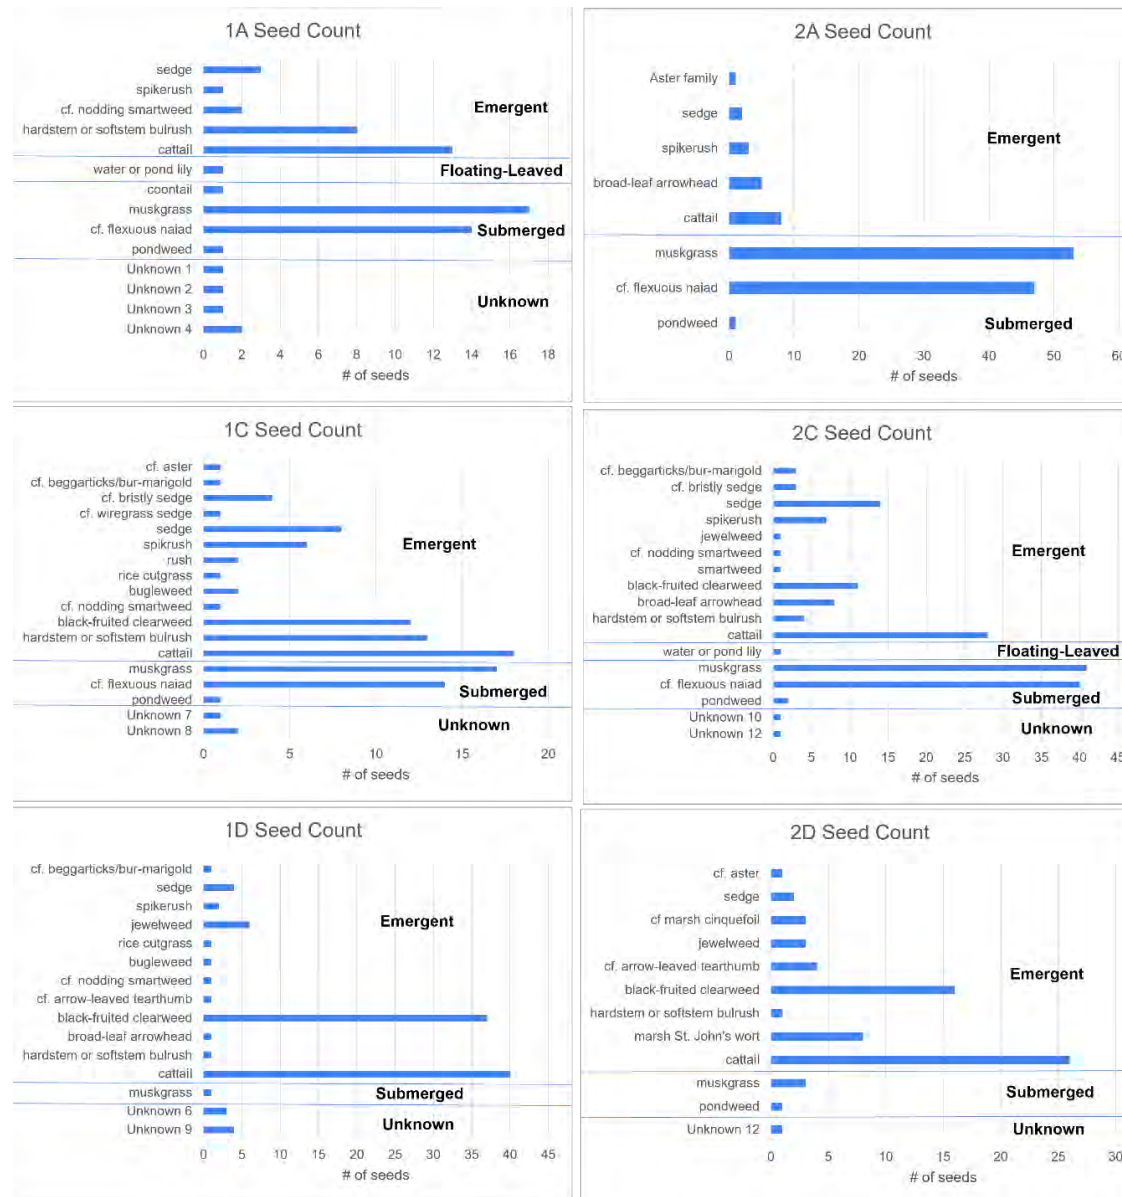 1A Seed Count
sedge
spikerush
cf. nodding smartweed
hardstem or softstem bulrush
cattail
water or pond lily
coontail
muskgrass
cf. flexuous naiad
pondweed
Unknown 1
Unknown 2
Unknown 3
Unknown 4
Emergent
Floating-Leaved
Submerged
Unknown
0 2 4 6 8 10 12 14 16 18
# of seeds
2A Seed Count
Aster family
sedge
spikerush
broad-leaf arrowhead
cattail
muskgrass
cf. flexuous naiad
pondweed
Emergent
Submerged
0 10 20 30 40 50 60
# of seeds
1C Seed Count
cf. aster
cf. beggarticks/bur-marigold
cf. bristly sedge
cf. wiregrass sedge
sedge
spikrush
rush
rice cutgrass
bugleweed
cf. nodding smartweed
black-fruited clearweed
hardstem or softstem bulrush
cattail
muskgrass
cf. flexuous naiad
pondweed
Unknown 7
Unknown 8
Emergent
Submerged
Unknown
0 5 10 15 20
# of seeds
2C Seed Count
cf. beggarticks/bur-marigold
cf. bristly sedge
sedge
spikerush
jewelweed
cf. nodding smartweed
smartweed
black-fruited clearweed
broad-leaf arrowhead
hardstem or softstem bulrush
cattail
water or pond lily
muskgrass
cf. flexuous naiad
pondweed
Unknown 10
Unknown 12
Emergent
Floating-Leaved
Submerged
Unknown
0 5 10 15 20 25 30 35 40 45
# of seeds
1D Seed Count
cf. beggarticks/bur-marigold
sedge
spikerush
jewelweed
rice cutgrass
bugleweed
cf. nodding smartweed
cf. arrow-leaved tearthumb
black-fruited clearweed
broad-leaf arrowhead
hardstem or softstem bulrush
cattail
muskgrass
Unknown 6
Unknown 9
Emergent
Submerged
Unknown
0 5 10 15 20 25 30 35 40 45
# of seeds
2D Seed Count
cf. aster
sedge
cf marsh cinquefoil
jewelweed
cf. arrow-leaved tearthumb
black-fruited clearweed
hardstem or softstem bulrush
marsh St. John's wort
cattail
muskgrass
pondweed
Unknown 12
Emergent
Submerged
Unknown
0 5 10 15 20 25 30
# of seeds